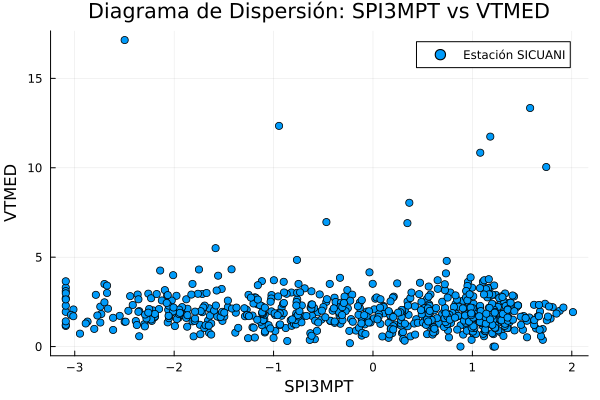 Diagrama de Dispersión: SPI3MPT vs VTMED
Estación SICUANI
VTMED
15
10
5
0
−3
−2
−1
0
1
2
SPI3MPT